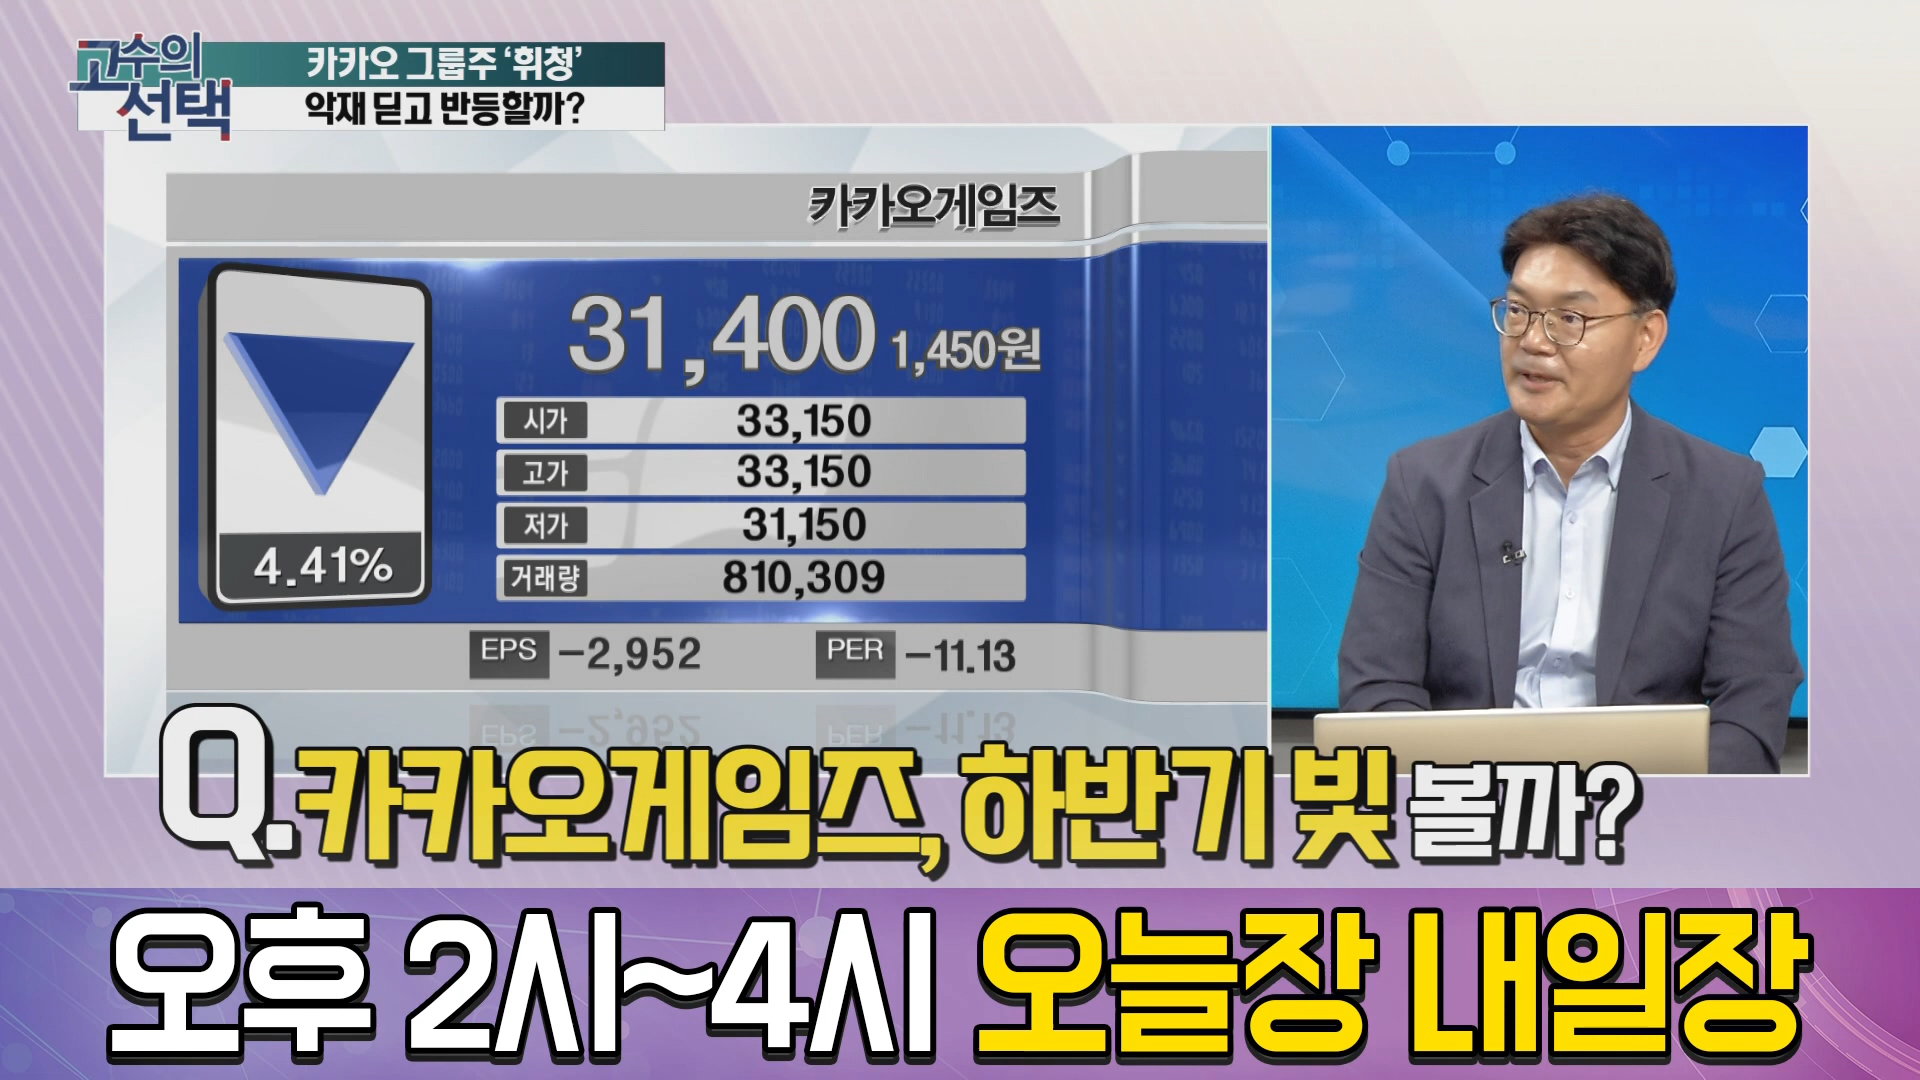 고수의
선택
카카오 그룹주 ‘휘청’
악재 딛고 반등할까?
카카오게임즈
31,400 1,450원
4.41%
시가 33,150
고가 33,150
저가 31,150
거래량 810,309
EPS -2,952 PER -11.13
Q. 카카오게임즈, 하반기 빛 볼까?
오후 2시~4시 오늘장 내일장